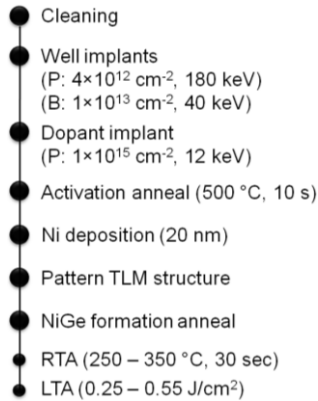 Cleaning
Well implants
(P: 4×10¹² cm⁻², 180 keV)
(B: 1×10¹³ cm⁻², 40 keV)
Dopant implant
(P: 1×10¹⁵ cm⁻², 12 keV)
Activation anneal (500 °C, 10 s)
Ni deposition (20 nm)
Pattern TLM structure
NiGe formation anneal
RTA (250 – 350 °C, 30 sec)
LTA (0.25 – 0.55 J/cm²)